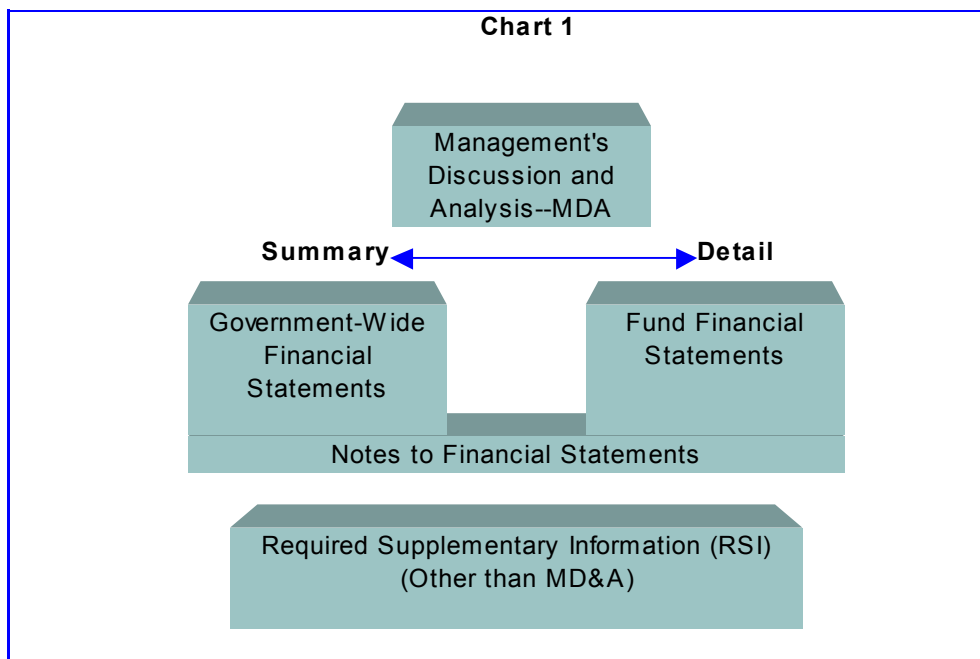 Chart 1
Management's
Discussion and
Analysis--MDA
Summary
Detail
Government-Wide
Financial
Statements
Fund Financial
Statements
Notes to Financial Statements
Required Supplementary Information (RSI)
(Other than MD&A)